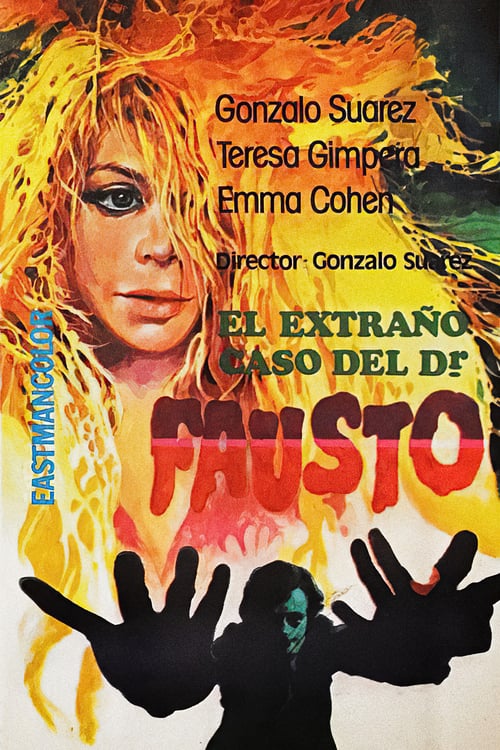 Gonzalo Suarez
Teresa Gimpera
Emma Cohen
Director - Gonzalo Suarez
EL EXTRAÑO
CASO DEL Dr
FAUSTO
EASTMANCOLOR